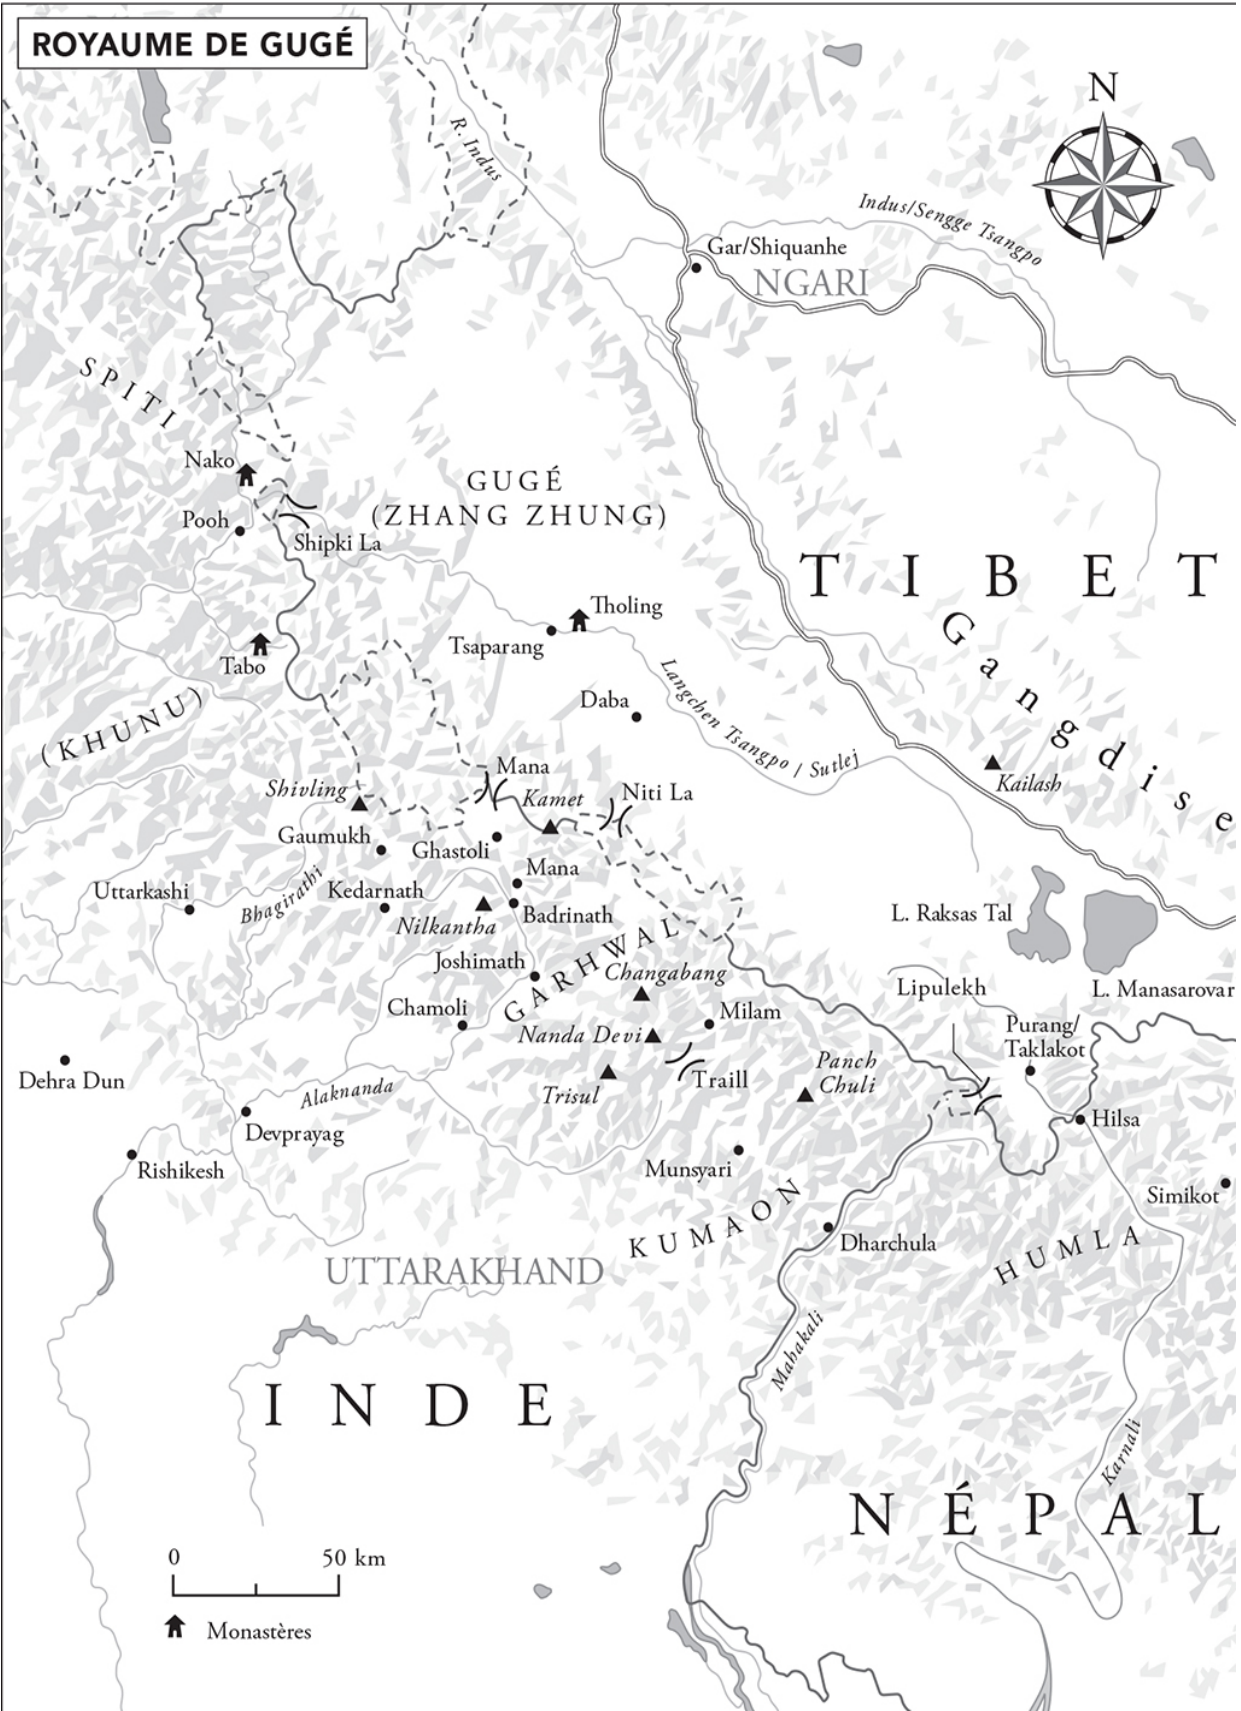 ROYAUME DE GUGÉ
N
R. Indus
Indus/Sengge Tsangpo
Gar/Shiquanhe
NGARI
SPITI
Nako
GUGÉ
(ZHANG ZHUNG)
Pooh
Shipki La
TIBET
Gangdise
Tholing
Tsaparang
Tabo
Daba
Langchen Tsangpo / Sutlej
(KHUNU)
Mana
Shivling
Kamet
Niti La
Kailash
Gaumukh
Ghastoli
Mana
Uttarkashi
Bhagirathi
Kedarnath
Nilkantha
Badrinath
L. Raksas Tal
GARHWAL
Joshimath
Changabang
Lipulekh
L. Manasarovar
Chamoli
Milam
Nanda Devi
Purang/
Taklakot
Dehra Dun
Alaknanda
Trisul
Traill
Panch
Chuli
Devprayag
Hilsa
Rishikesh
Munsyari
Simikot
KUMAON
Dharchula
HUMLA
UTTARAKHAND
Mahakali
INDE
Karnali
NÉPAL
0 50 km
Monastères